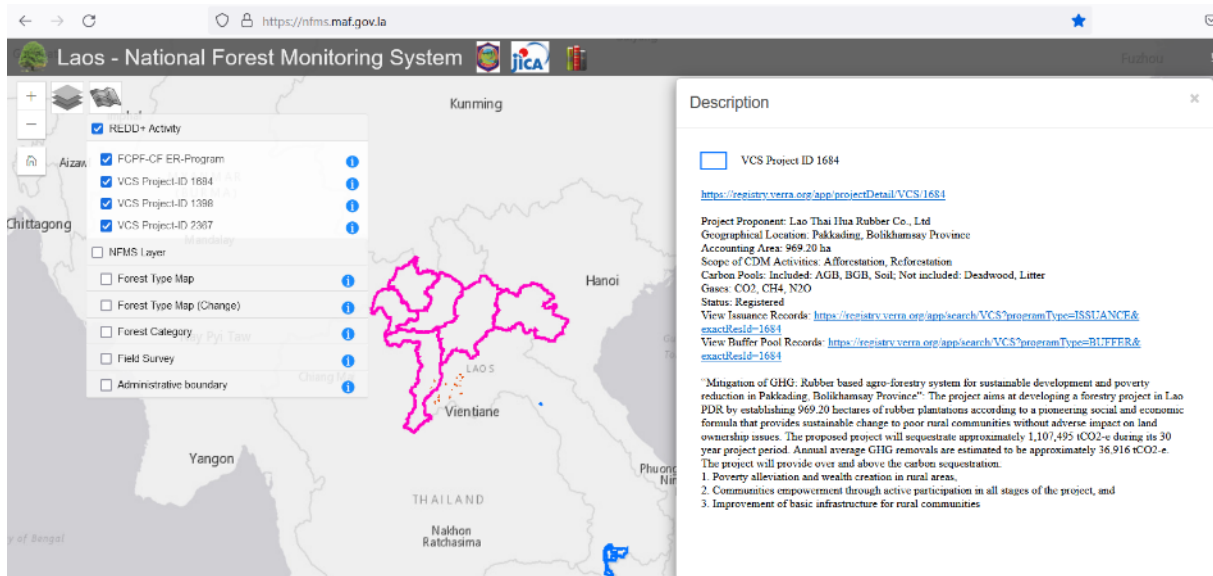 https://nfms.maf.gov.la
Laos - National Forest Monitoring System
jica
Fuzhou
+
−
REDD+ Activity
FCPF-CF ER-Program
VCS Project-ID 1684
VCS Project-ID 1398
VCS Project-ID 2367
NFMS Layer
Forest Type Map
Forest Type Map (Change)
Forest Category
Field Survey
Administrative boundary
Kunming
Aizaw
Chittagong
Mandalay
Nay Pyi Taw
Chiang Mai
Hanoi
LAOS
Vientiane
Yangon
THAILAND
Nakhon
Ratchasima
Phuong
y of Bengal
Description
×
VCS Project ID 1684
https://registry.verra.org/app/projectDetail/VCS/1684
Project Proponent: Lao Thai Hua Rubber Co., Ltd
Geographical Location: Pakkading, Bolikhamsay Province
Accounting Area: 969.20 ha
Scope of CDM Activities: Afforestation, Reforestation
Carbon Pools: Included: AGB, BGB, Soil; Not included: Deadwood, Litter
Gases: CO2, CH4, N2O
Status: Registered
View Issuance Records: https://registry.verra.org/app/search/VCS?programType=ISSUANCE&
exactResId=1684
View Buffer Pool Records: https://registry.verra.org/app/search/VCS?programType=BUFFER&
exactResId=1684
"Mitigation of GHG: Rubber based agro-forestry system for sustainable development and poverty
reduction in Pakkading, Bolikhamsay Province": The project aims at developing a forestry project in Lao
PDR by establishing 969.20 hectares of rubber plantations according to a pioneering social and economic
formula that provides sustainable change to poor rural communities without adverse impact on land
ownership issues. The proposed project will sequestrate approximately 1,107,495 tCO2-e during its 30
year project period. Annual average GHG removals are estimated to be approximately 36,916 tCO2-e.
The project will provide over and above the carbon sequestration.
1. Poverty alleviation and wealth creation in rural areas,
2. Communities empowerment through active participation in all stages of the project, and
3. Improvement of basic infrastructure for rural communities